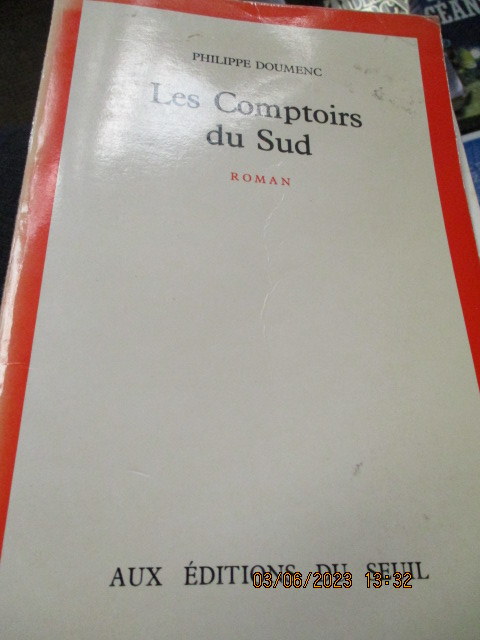 PHILIPPE DOUMENC
Les Comptoirs
du Sud
ROMAN
AUX ÉDITIONS DU SEUIL
03/06/2023 13:32